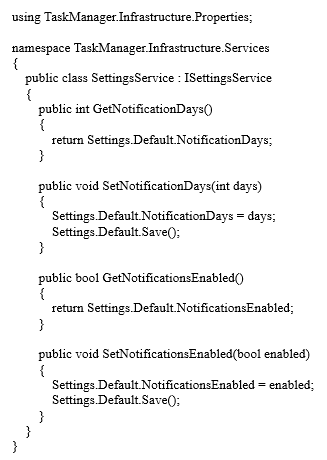 using TaskManager.Infrastructure.Properties;

namespace TaskManager.Infrastructure.Services
{
    public class SettingsService : ISettingsService
    {
        public int GetNotificationDays()
        {
            return Settings.Default.NotificationDays;
        }

        public void SetNotificationDays(int days)
        {
            Settings.Default.NotificationDays = days;
            Settings.Default.Save();
        }

        public bool GetNotificationsEnabled()
        {
            return Settings.Default.NotificationsEnabled;
        }

        public void SetNotificationsEnabled(bool enabled)
        {
            Settings.Default.NotificationsEnabled = enabled;
            Settings.Default.Save();
        }
    }
}